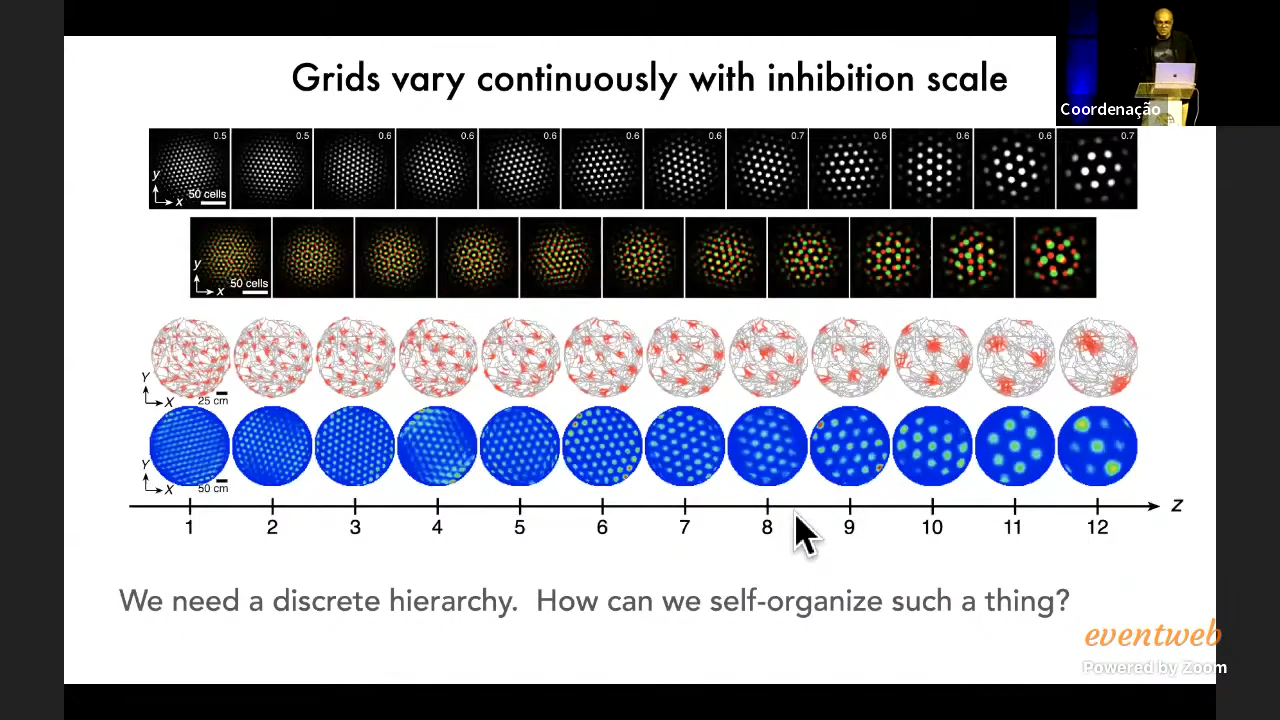 Grids vary continuously with inhibition scale
Coordenação
0.5 0.5 0.6 0.6 0.6 0.6 0.6 0.7 0.6 0.6 0.6 0.7
y
x
50 cells
y
x
50 cells
Y
X
25 cm
Y
X
50 cm
z
1 2 3 4 5 6 7 8 9 10 11 12
We need a discrete hierarchy. How can we self-organize such a thing?
eventweb
Powered by Zoom